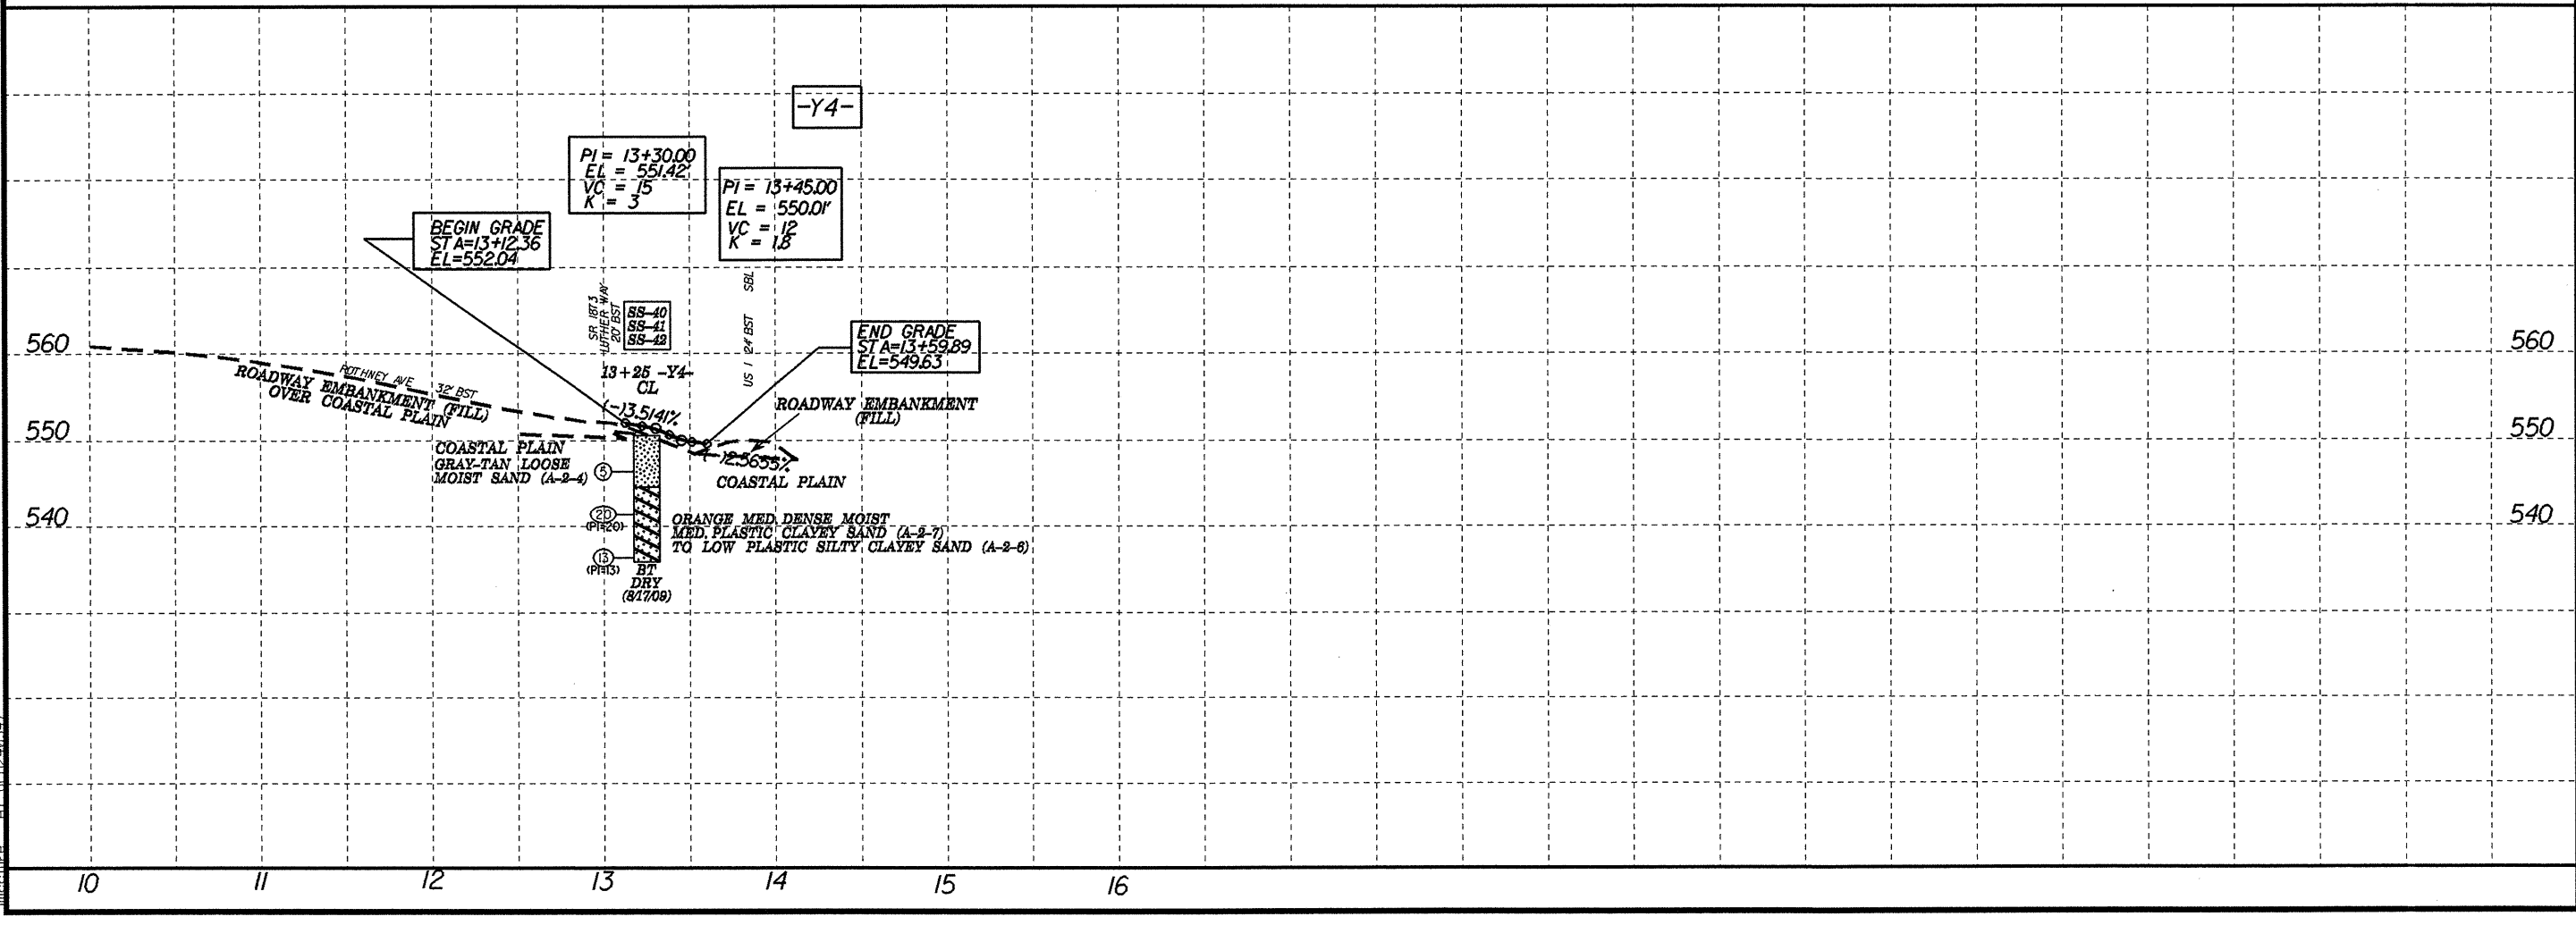 -Y4-
PI = 13+30.00
EL = 551.42'
VC = 15
K = 3
PI = 13+45.00
EL = 550.01'
VC = 12
K = 1.8
BEGIN GRADE
STA=13+12.36
EL=552.04
SR 1873
LUTHER WAY
20' BST
SS-40
SS-41
SS-42
US 1 24' BST SBL
END GRADE
STA=13+59.89
EL=549.63
560
560
ROTHNEY AVE 32' BST
ROADWAY EMBANKMENT (FILL)
OVER COASTAL PLAIN
13+25 -Y4-
CL
(-)3.5141%
ROADWAY EMBANKMENT
(FILL)
550
550
COASTAL PLAIN
GRAY-TAN LOOSE
MOIST SAND (A-2-4)
5
COASTAL PLAIN
540
540
20
(PI=20)
ORANGE MED. DENSE MOIST
MED. PLASTIC CLAYEY SAND (A-2-7)
TO LOW PLASTIC SILTY CLAYEY SAND (A-2-6)
13
(PI=13)
BT
DRY
(8/17/09)
10 11 12 13 14 15 16